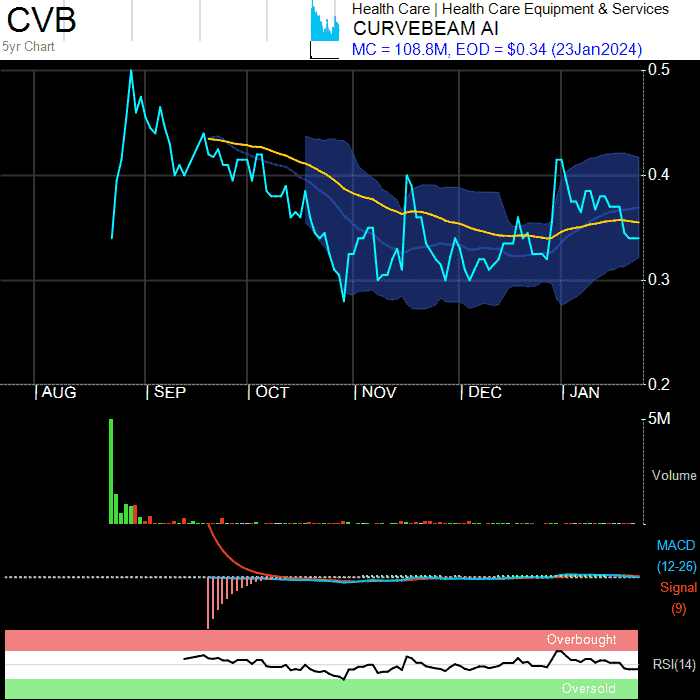 CVB
5yr Chart
Health Care | Health Care Equipment & Services
CURVEBEAM AI
MC = 108.8M, EOD = $0.34 (23Jan2024)
0.5
0.4
0.3
0.2
| AUG | SEP | OCT | NOV | DEC | JAN
5M
Volume
MACD
(12-26)
Signal
(9)
Overbought
RSI(14)
Oversold